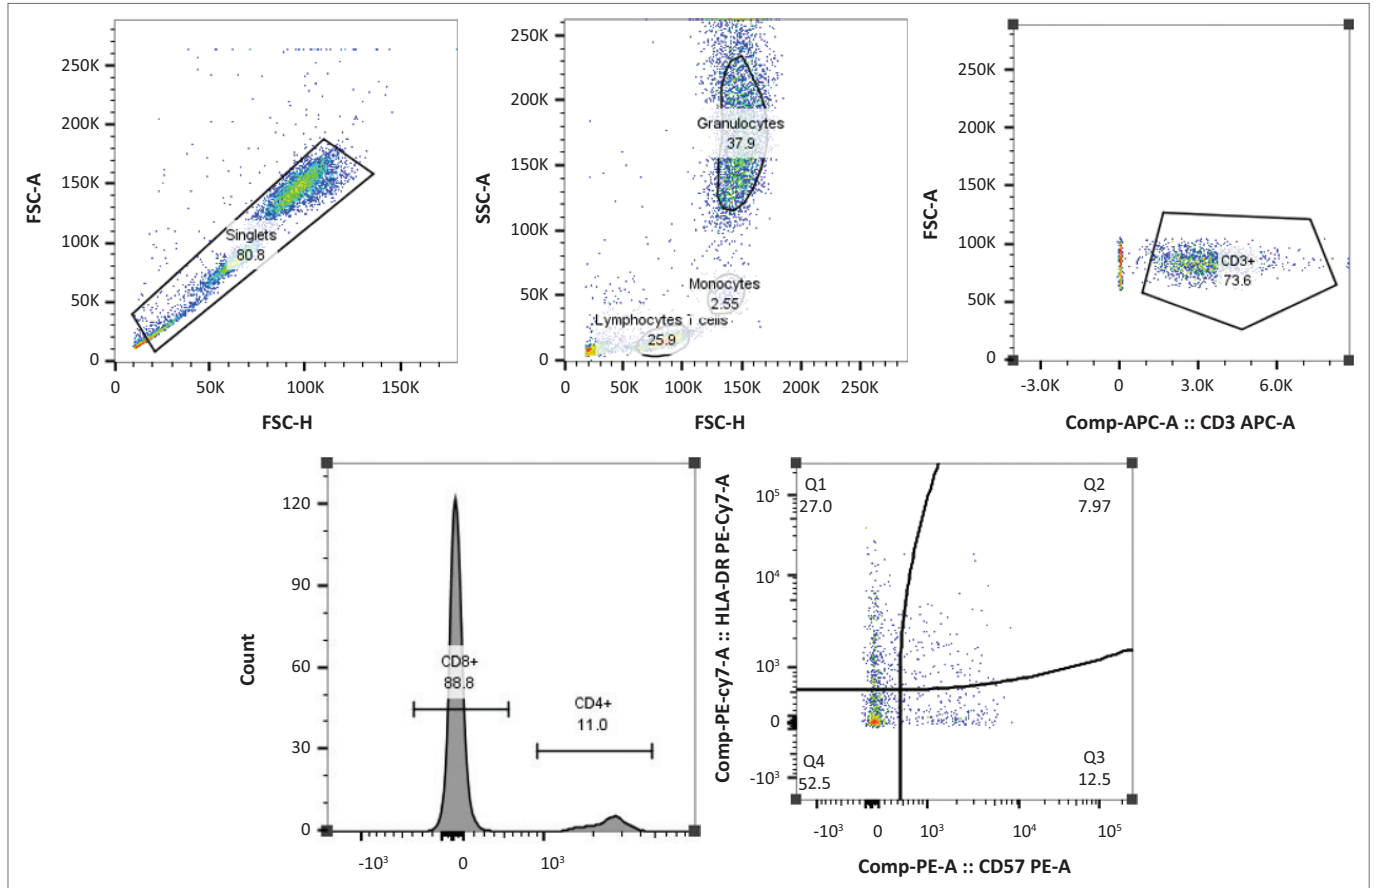 250K
200K
150K
100K
50K
0
FSC-A
Singlets
80.8
0
50K
100K
150K
FSC-H
250K
200K
150K
100K
50K
0
SSC-A
Granulocytes
37.9
Monocytes
2.55
Lymphocytes T cells
25.9
0
50K
100K
150K
200K
250K
FSC-H
250K
200K
150K
100K
50K
0
FSC-A
CD3+
73.6
-3.0K
0
3.0K
6.0K
Comp-APC-A :: CD3 APC-A
120
90
60
30
0
Count
CD8+
88.8
CD4+
11.0
-10³
0
10³
Comp-PE-cy7-A :: HLA-DR PE-Cy7-A
10⁵
10⁴
10³
0
-10³
Q1
27.0
Q2
7.97
Q4
52.5
Q3
12.5
-10³
0
10³
10⁴
10⁵
Comp-PE-A :: CD57 PE-A